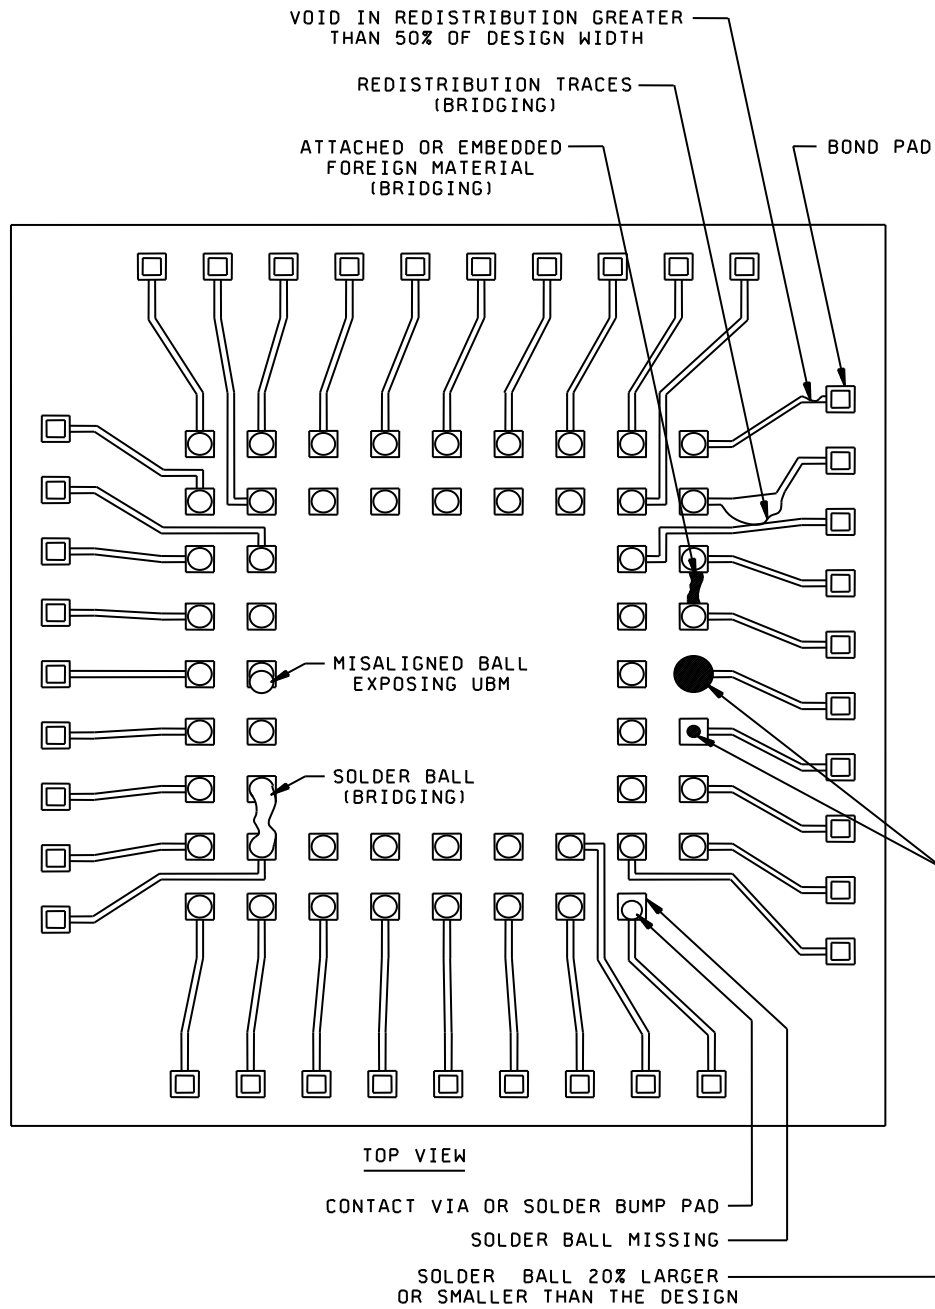 VOID IN REDISTRIBUTION GREATER
THAN 50% OF DESIGN WIDTH
REDISTRIBUTION TRACES
(BRIDGING)
ATTACHED OR EMBEDDED
FOREIGN MATERIAL
(BRIDGING)
BOND PAD
MISALIGNED BALL
EXPOSING UBM
SOLDER BALL
(BRIDGING)
TOP VIEW
CONTACT VIA OR SOLDER BUMP PAD
SOLDER BALL MISSING
SOLDER BALL 20% LARGER
OR SMALLER THAN THE DESIGN